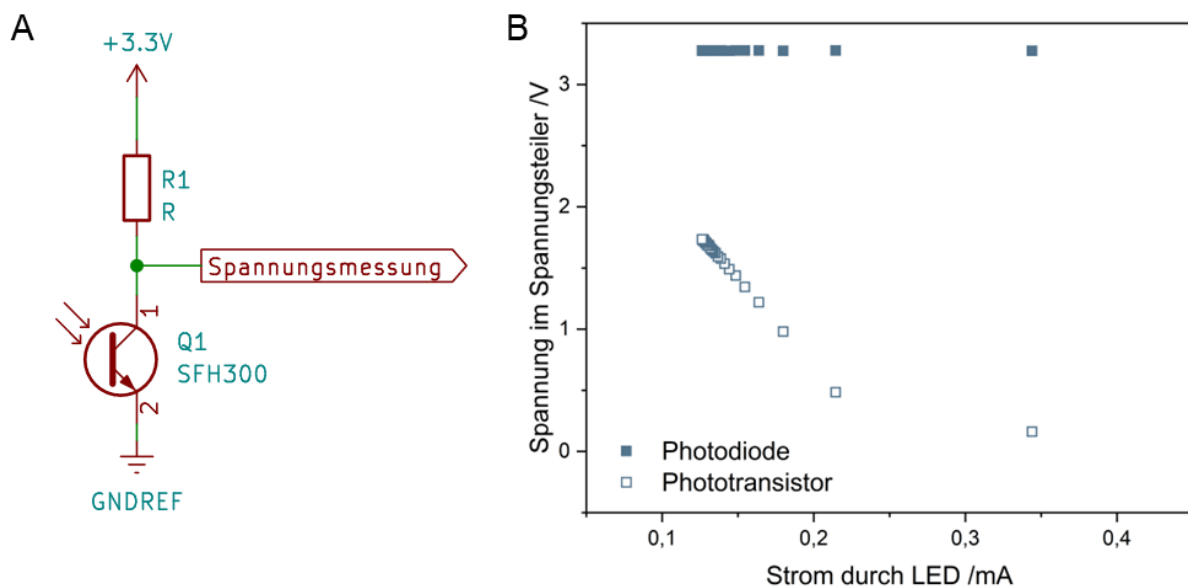 A
+3.3V
R1
R
Spannungsmessung
1
Q1
SFH300
2
GNDREF
B
Spannung im Spannungsteiler /V
3
2
1
0
Photodiode
Phototransistor
0,1
0,2
0,3
0,4
Strom durch LED /mA